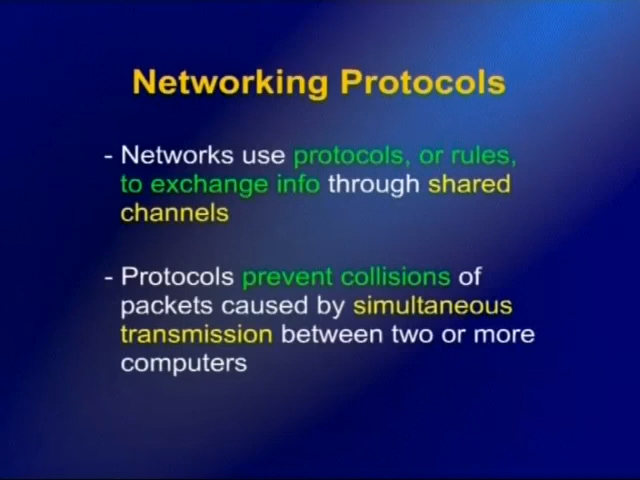 Networking Protocols
- Networks use protocols, or rules,
to exchange info through shared
channels
- Protocols prevent collisions of
packets caused by simultaneous
transmission between two or more
computers